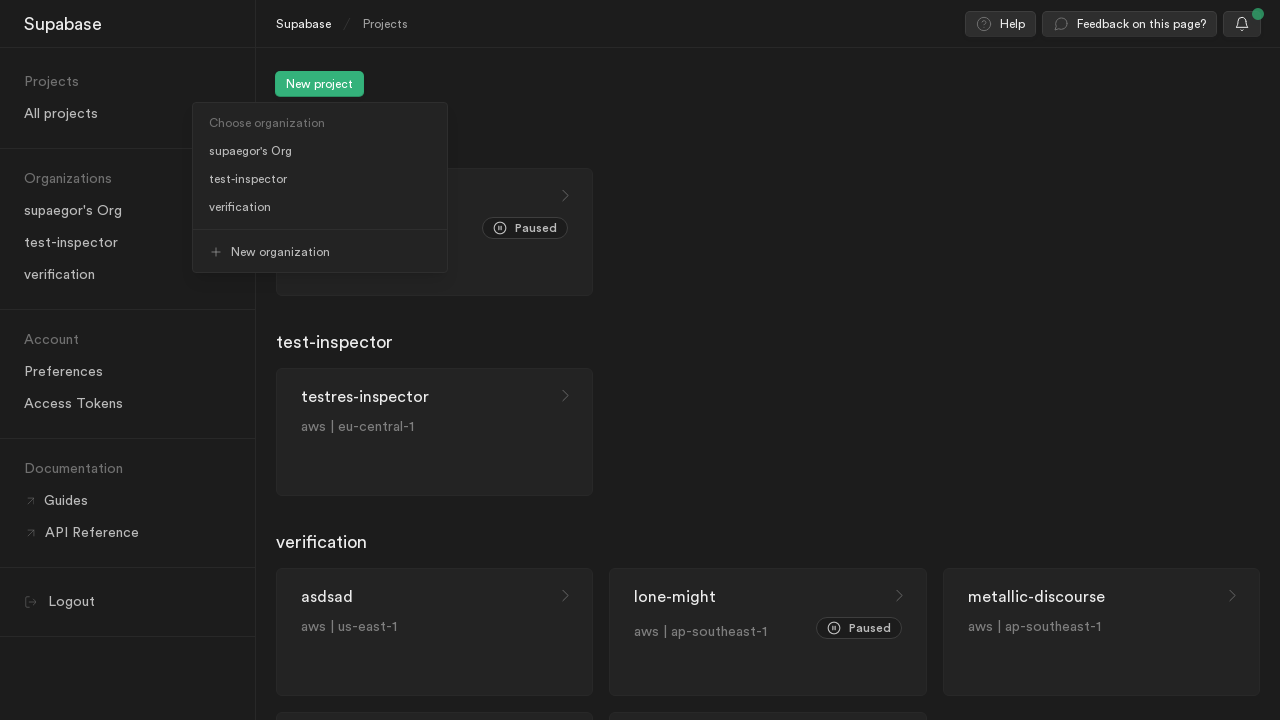 Supabase
Supabase / Projects
Help
Feedback on this page?
Projects
All projects
Organizations
supaegor's Org
test-inspector
verification
Account
Preferences
Access Tokens
Documentation
Guides
API Reference
Logout
New project
Choose organization
supaegor's Org
test-inspector
verification
New organization
Paused
test-inspector
testres-inspector
aws | eu-central-1
verification
asdsad
aws | us-east-1
lone-might
aws | ap-southeast-1
Paused
metallic-discourse
aws | ap-southeast-1